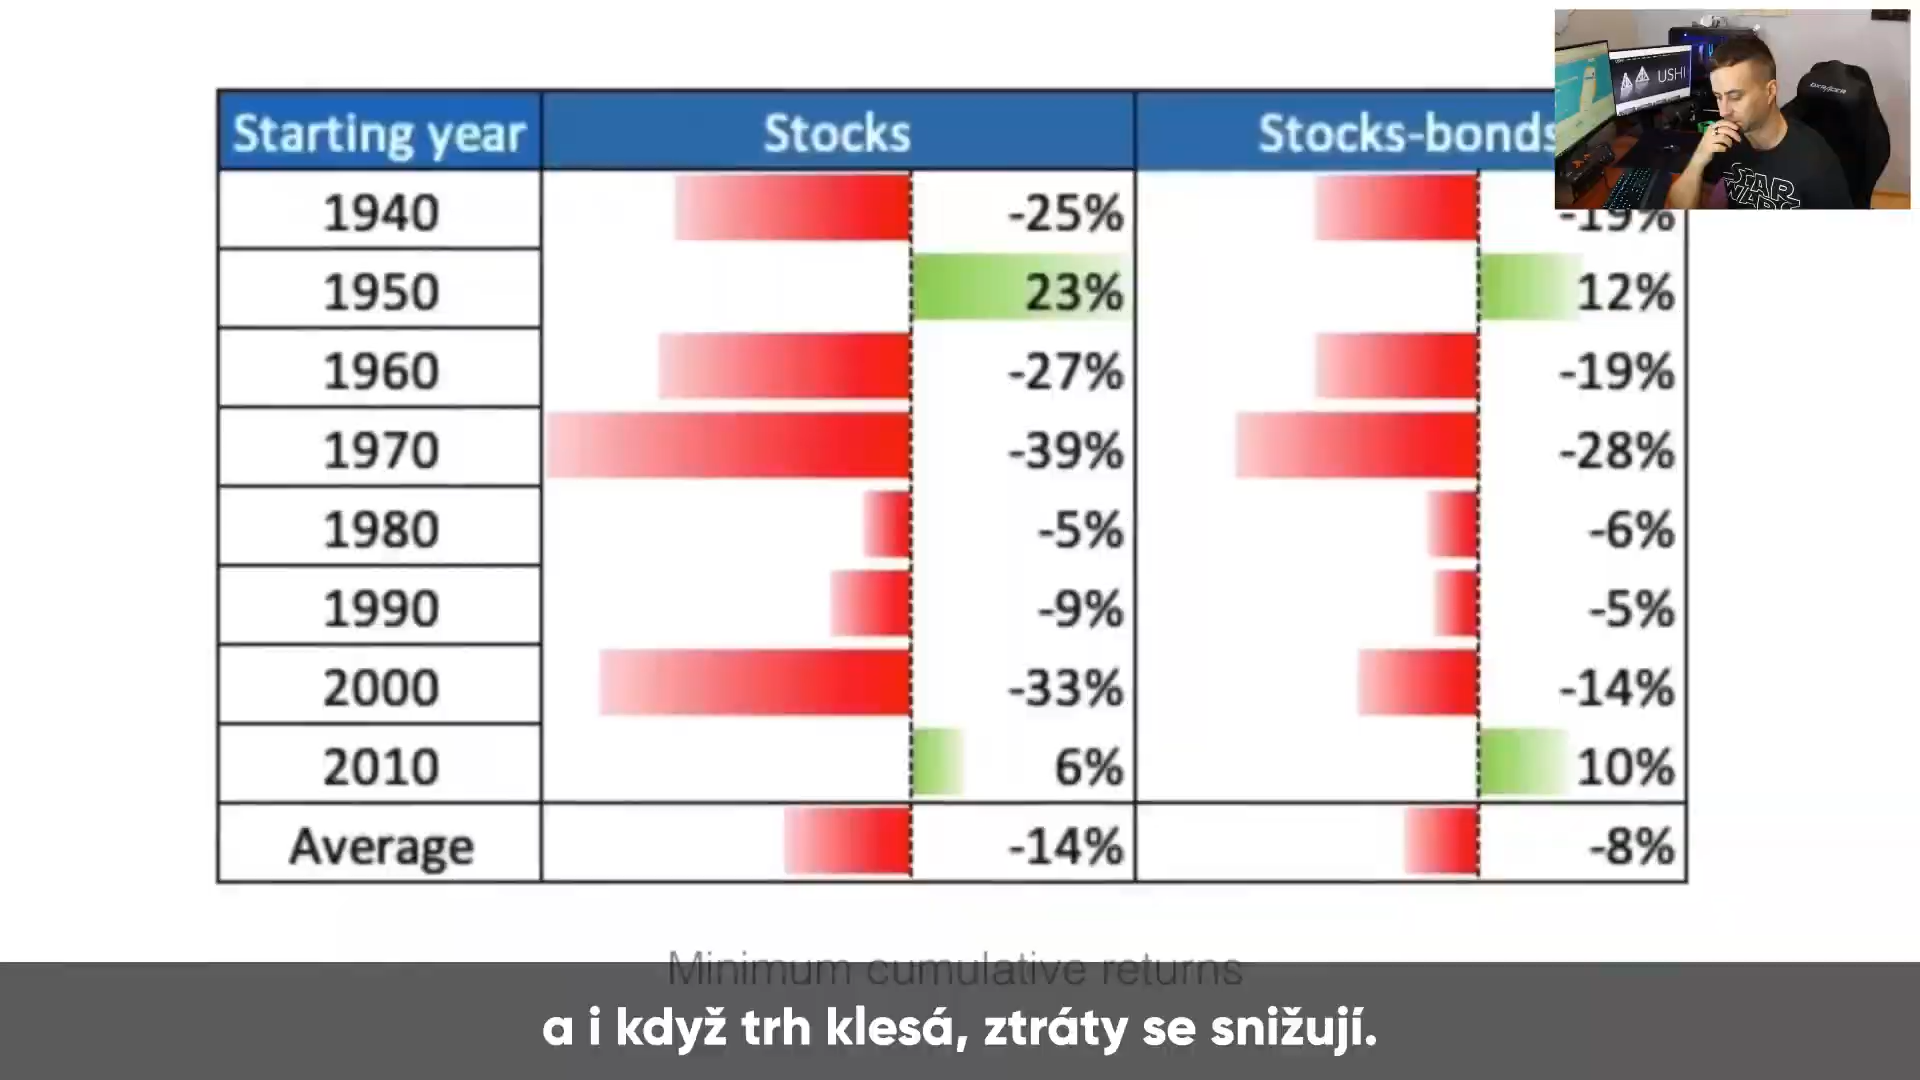 Starting year Stocks Stocks-bonds
1940 -25% -19%
1950 23% 12%
1960 -27% -19%
1970 -39% -28%
1980 -5% -6%
1990 -9% -5%
2000 -33% -14%
2010 6% 10%
Average -14% -8%
Minimum cumulative returns
a i když trh klesá, ztráty se snižují.
USHI
DXRACER
STAR
WARS